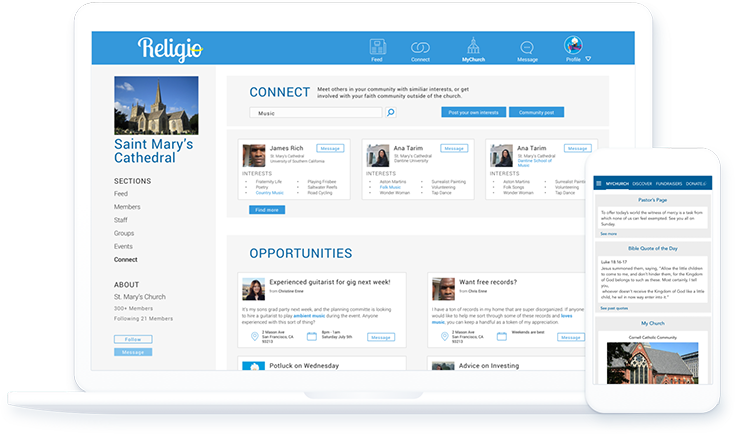 Religio
Feed
Connect
MyChurch
Message
Profile
Saint Mary's
Cathedral
SECTIONS
Feed
Members
Staff
Groups
Events
Connect
ABOUT
St. Mary's Church
300+ Members
Following 21 Members
Follow
Message
CONNECT
Meet others in your community with similiar interests, or get
involved with your faith community outside of the church.
Music
Post your own interests
Community post
James Rich
Message
St. Mary's Cathedral
University of Southern California
INTERESTS
• Fraternity Life
• Poetry
• Country Music
• Playing Frisbee
• Saltwater Reefs
• Road Cycling
Ana Tarim
Message
St. Mary's Cathedral
Dantine University
INTERESTS
• Aston Martins
• Folk Music
• Wonder Woman
• Surrealist Painting
• Volunteering
• Tap Dance
Ana Tarim
Message
St. Mary's Cathedral
Dantine School of
Music
INTERESTS
• Aston Martins
• Folk Songs
• Wonder Woman
• Surrealist Painting
• Volunteering
• Tap Dance
Find more
OPPORTUNITIES
Experienced guitarist for gig next week!
from Christine Enew
It's my sons grad party next week, and the planning committee is looking
to hire a guitarist to play ambient music during the event. Anyone
experienced with this sort of thing?
2 Mason Ave
San Francisco, CA
90213
8pm - 1am
Saturday July 5th
Message
Want free records?
from Chris Enew
I have a ton of records in my home that are super disorganized. If anyone
would like to help me sort through some of these records and loves
music, you can keep a handful as a token of my appreciation.
2 Mason Ave
San Francisco, CA
90213
Weekends are best
Message
Potluck on Wednesday
Advice on Investing
MYCHURCH
DISCOVER
FUNDRAISERS
DONATE
Pastor's Page
To offer today's world the witness of mercy is a task from
which none of us can feel exempted. See you all on
Sunday.
See more
Bible Quote of the Day
Luke 18:16-17
Jesus summoned them, saying, "Allow the little children
to come to me, and don't hinder them, for the Kingdom
of God belongs to such as these. Most certainly, I tell
you,
whoever doesn't receive the Kingdom of God like a little
child, he wil in now way enter into it."
See past quotes
My Church
Cornell Catholic Community